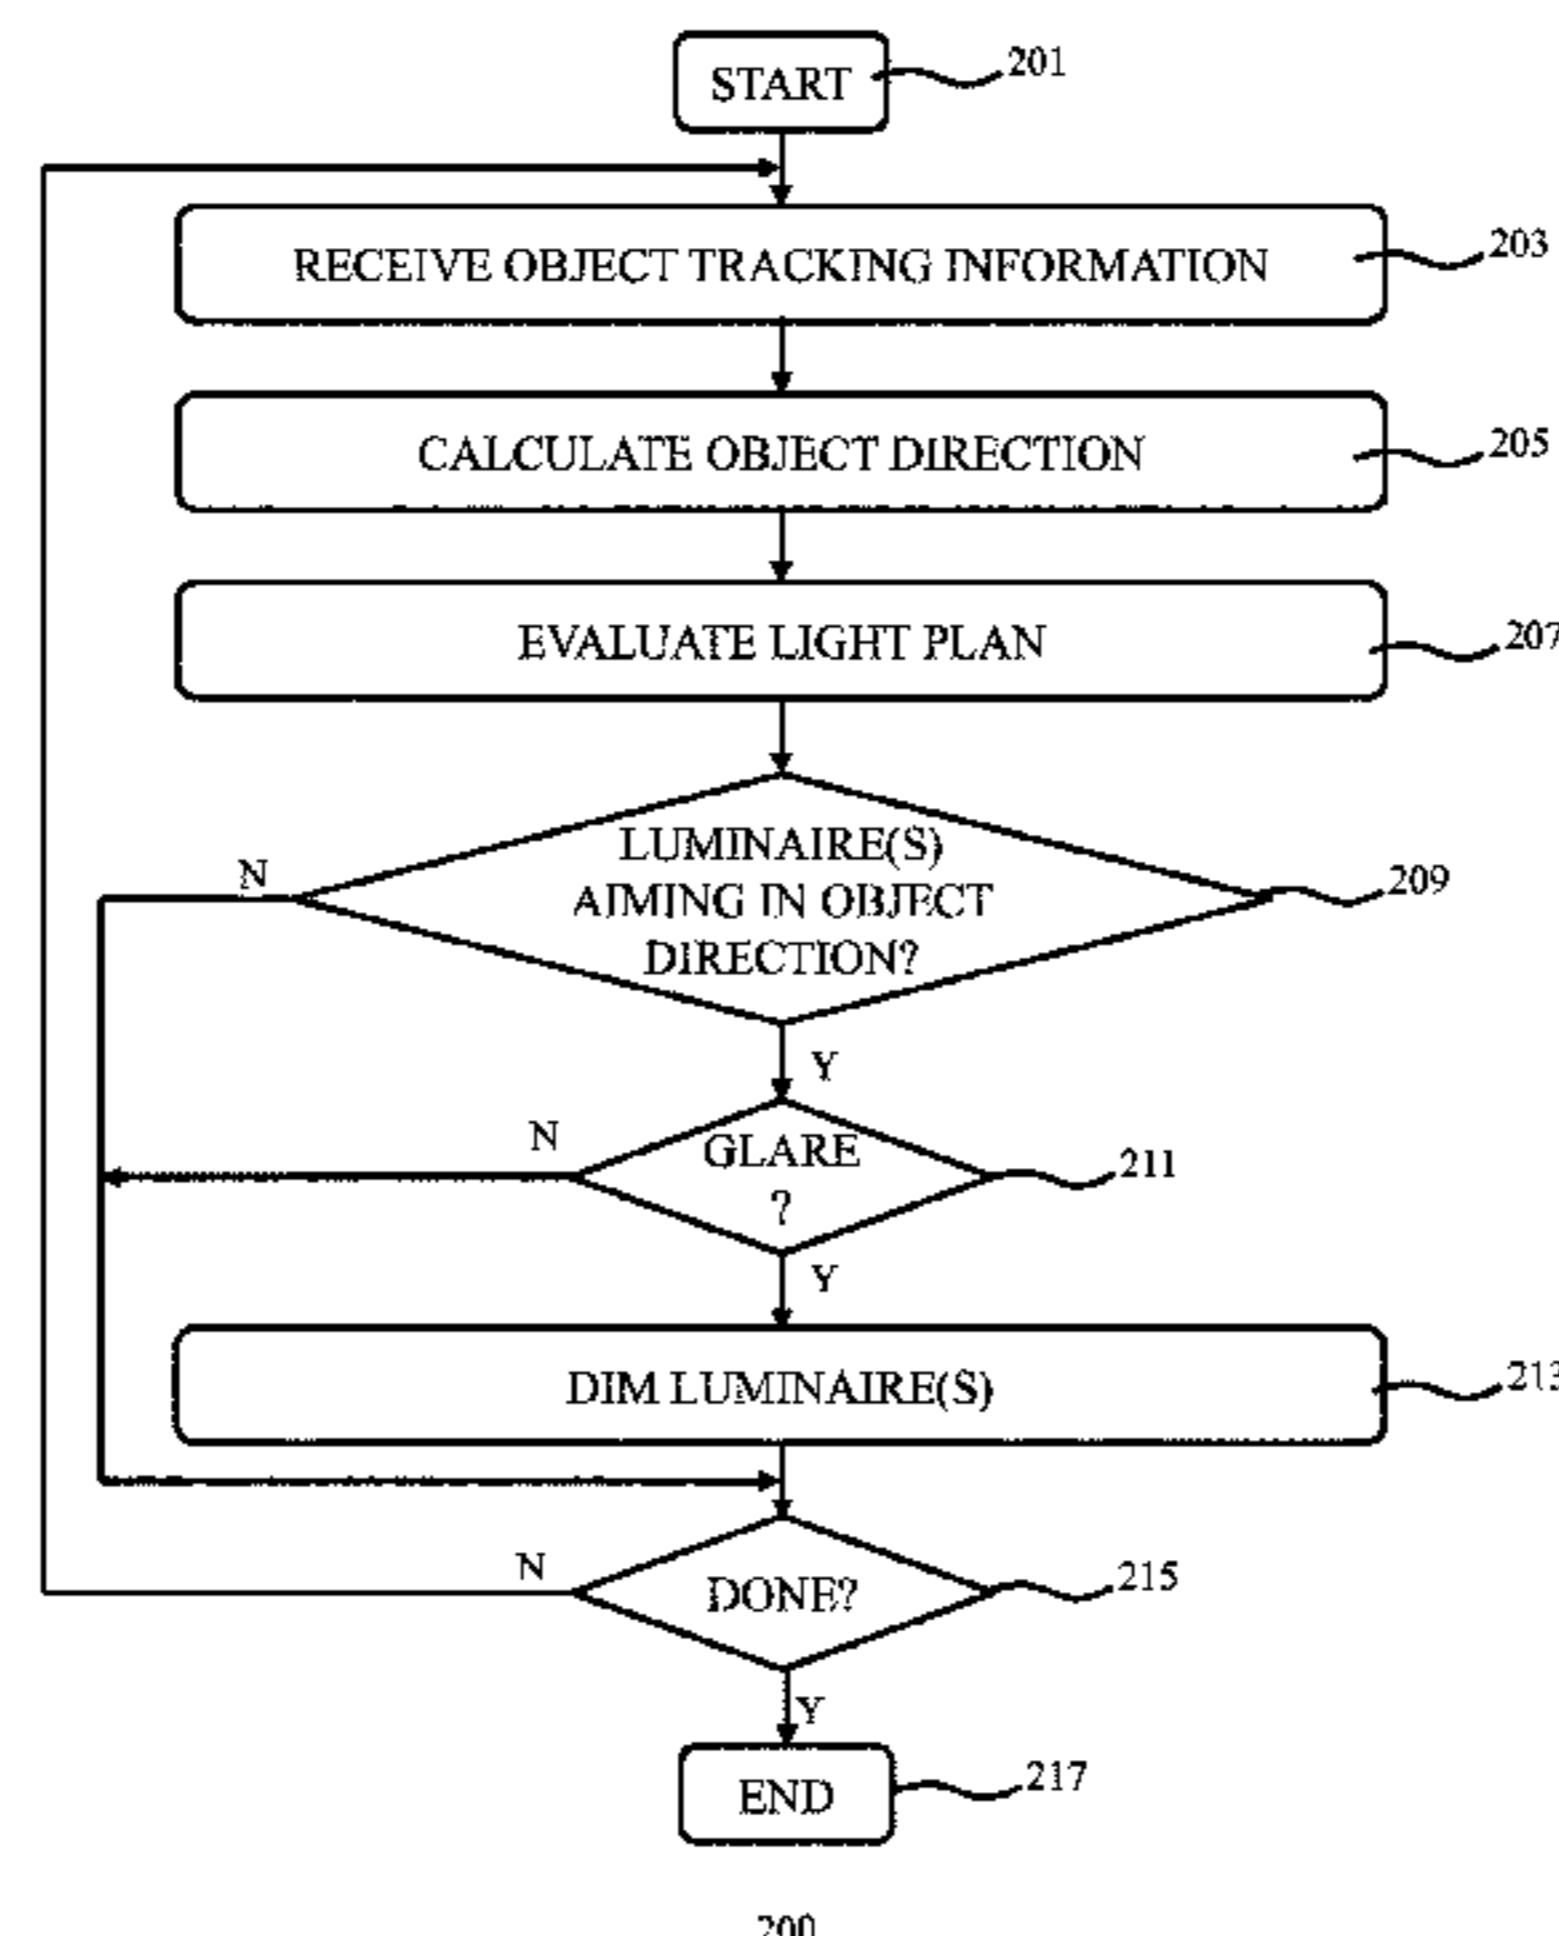 START
201
RECEIVE OBJECT TRACKING INFORMATION
203
CALCULATE OBJECT DIRECTION
205
EVALUATE LIGHT PLAN
207
LUMINAIRE(S)
AIMING IN OBJECT
DIRECTION?
N
209
Y
GLARE
?
N
211
Y
DIM LUMINAIRE(S)
213
DONE?
N
215
Y
END
217
200